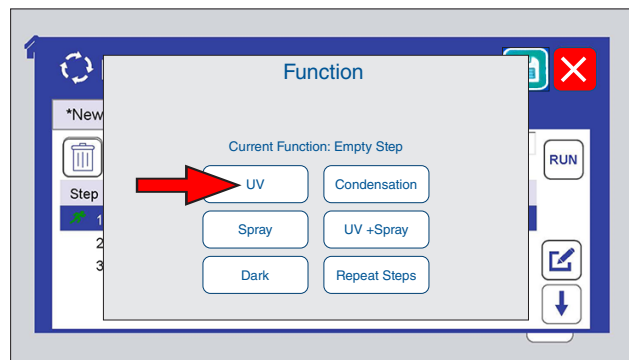 Function
*New
Current Function: Empty Step
RUN
UV
Condensation
Step
Spray
UV +Spray
1
2
3
Dark
Repeat Steps